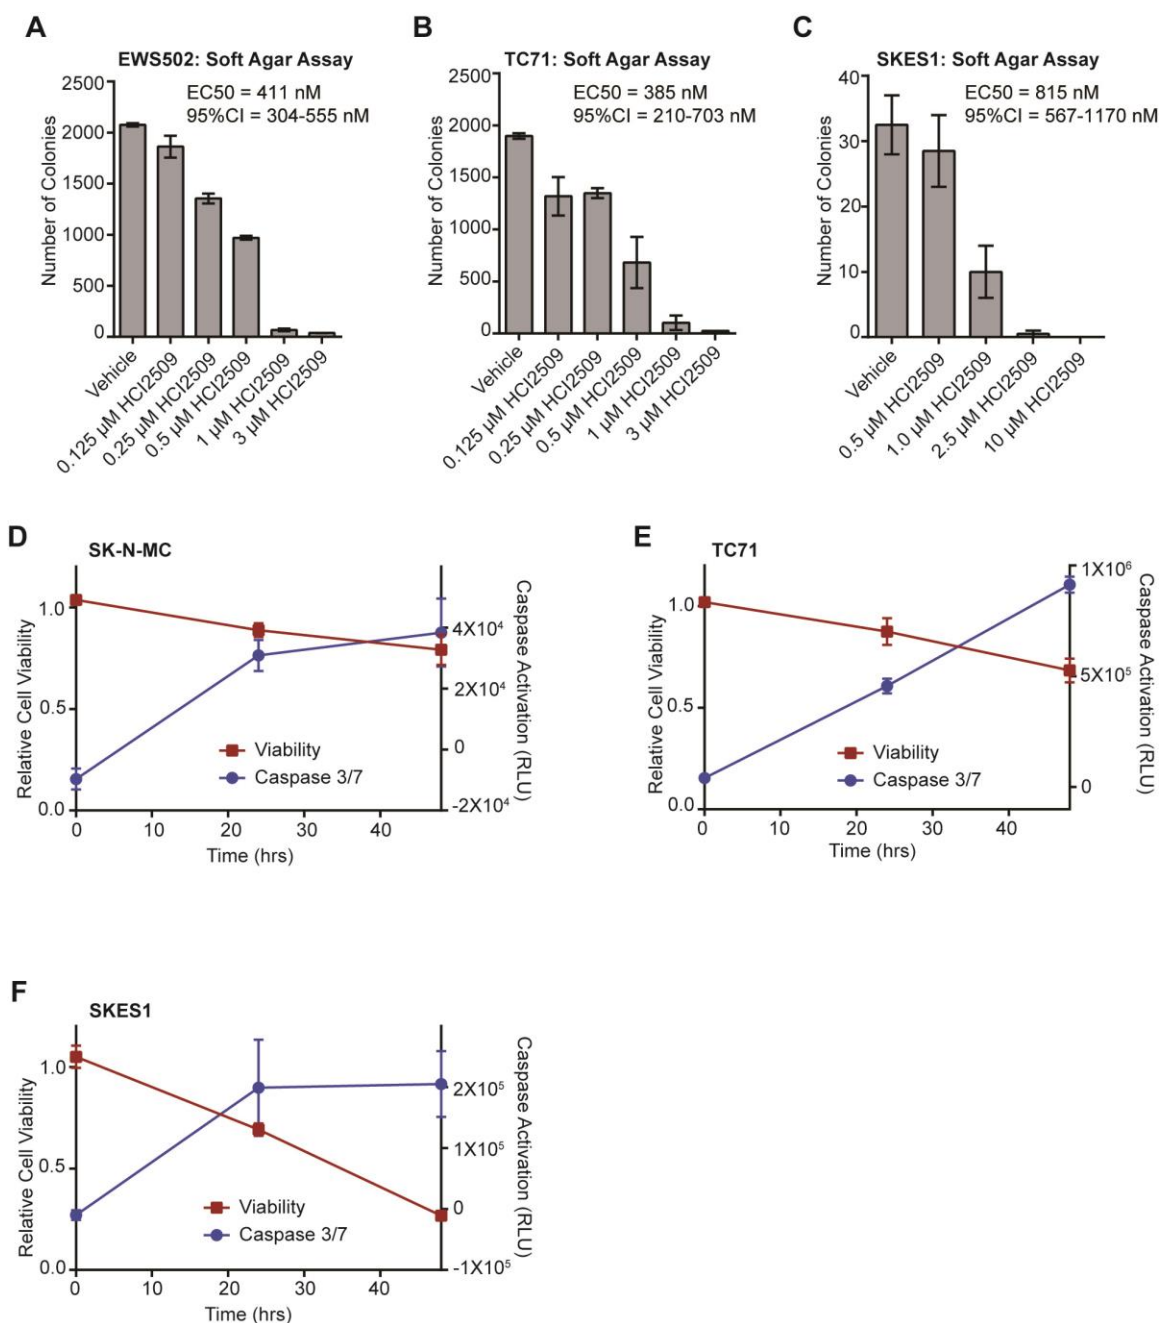 A
EWS502: Soft Agar Assay
EC50 = 411 nM
95%CI = 304-555 nM
Number of Colonies
2500
2000
1500
1000
500
0
Vehicle
0.125 µM HCI2509
0.25 µM HCI2509
0.5 µM HCI2509
1 µM HCI2509
3 µM HCI2509
B
TC71: Soft Agar Assay
EC50 = 385 nM
95%CI = 210-703 nM
Number of Colonies
2500
2000
1500
1000
500
0
Vehicle
0.125 µM HCI2509
0.25 µM HCI2509
0.5 µM HCI2509
1 µM HCI2509
3 µM HCI2509
C
SKES1: Soft Agar Assay
EC50 = 815 nM
95%CI = 567-1170 nM
Number of Colonies
40
30
20
10
0
Vehicle
0.5 µM HCI2509
1.0 µM HCI2509
2.5 µM HCI2509
10 µM HCI2509
D
SK-N-MC
Relative Cell Viability
1.0
0.5
0.0
Viability
Caspase 3/7
4X10⁴
2X10⁴
0
-2X10⁴
Caspase Activation (RLU)
0 10 20 30 40
Time (hrs)
E
TC71
Relative Cell Viability
1.0
0.5
0.0
Viability
Caspase 3/7
1X10⁶
5X10⁵
0
Caspase Activation (RLU)
0 10 20 30 40
Time (hrs)
F
SKES1
Relative Cell Viability
1.0
0.5
0.0
Viability
Caspase 3/7
2X10⁵
1X10⁵
0
-1X10⁵
Caspase Activation (RLU)
0 10 20 30 40
Time (hrs)